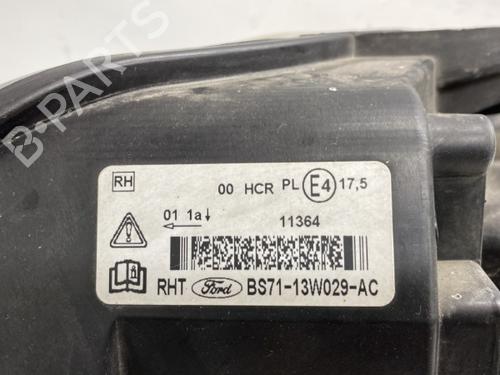 B-PARTS
RH
00 HCR PL E4 17,5
01 1a↓
11364
RHT Ford BS71-13W029-AC